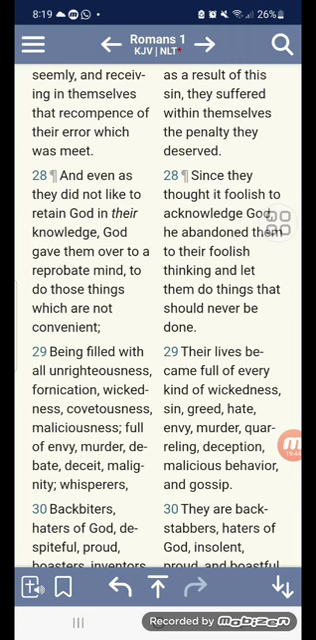 8:19
26%
Romans 1
KJV | NLT*
seemly, and receiv-
ing in themselves
that recompence of
their error which
was meet.
28 ¶ And even as
they did not like to
retain God in their
knowledge, God
gave them over to a
reprobate mind, to
do those things
which are not
convenient;
29 Being filled with
all unrighteousness,
fornication, wicked-
ness, covetousness,
maliciousness; full
of envy, murder, de-
bate, deceit, malig-
nity; whisperers,
30 Backbiters,
haters of God, de-
spiteful, proud,
boasters, inventors
as a result of this
sin, they suffered
within themselves
the penalty they
deserved.
28 ¶ Since they
thought it foolish to
acknowledge God,
he abandoned them
to their foolish
thinking and let
them do things that
should never be
done.
29 Their lives be-
came full of every
kind of wickedness,
sin, greed, hate,
envy, murder, quar-
reling, deception,
malicious behavior,
and gossip.
30 They are back-
stabbers, haters of
God, insolent,
proud, and boastful
19:44
Recorded by Mobizen